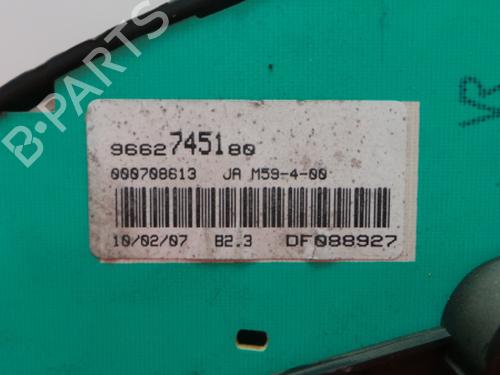 9662745180
000708613 JA M59-4-00
10/02/07 B2.3 DF088927
VR
B-PARTS